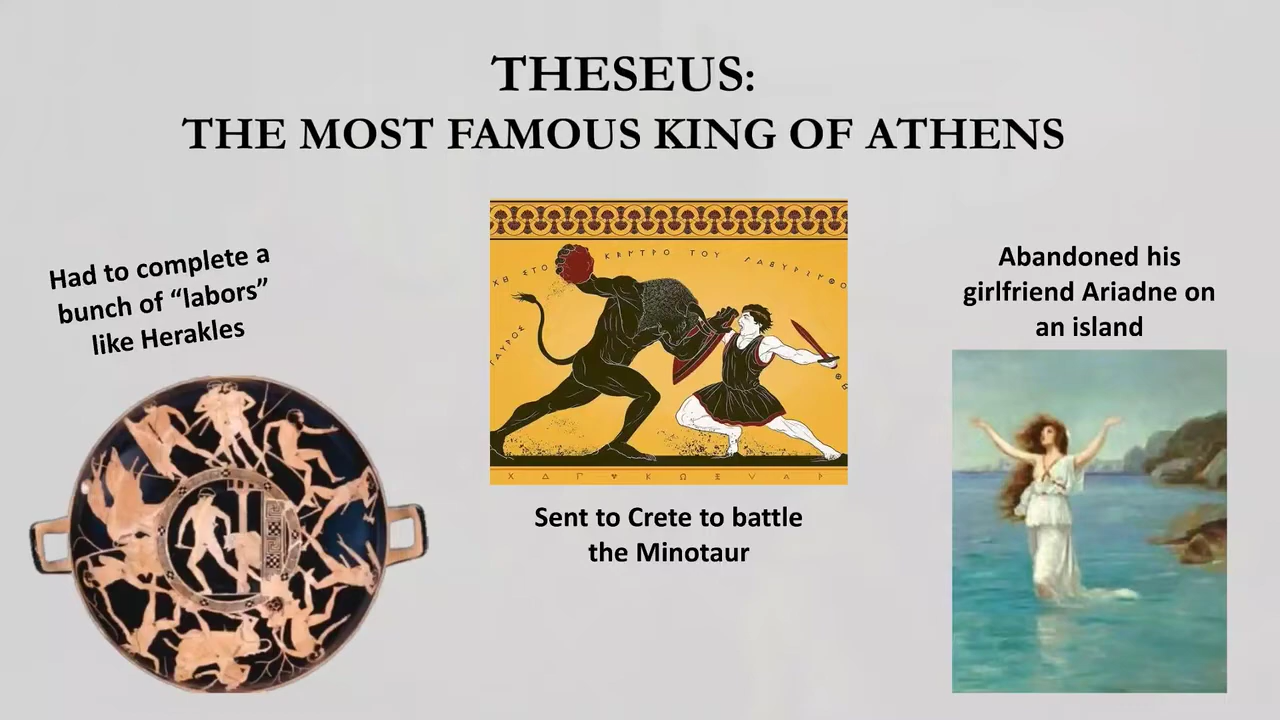 THESEUS:
THE MOST FAMOUS KING OF ATHENS
Had to complete a
bunch of “labors”
like Herakles
Sent to Crete to battle
the Minotaur
Abandoned his
girlfriend Ariadne on
an island